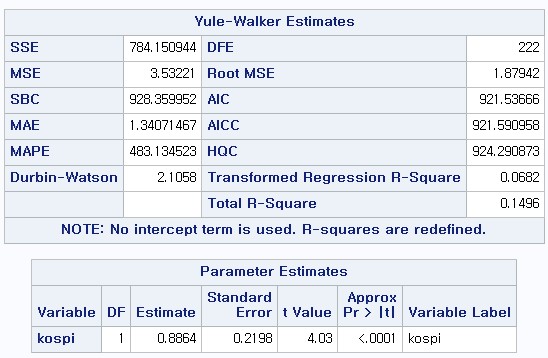 Yule-Walker Estimates
SSE 784.150944 DFE 222
MSE 3.53221 Root MSE 1.87942
SBC 928.359952 AIC 921.53666
MAE 1.34071467 AICC 921.590958
MAPE 483.134523 HQC 924.290873
Durbin-Watson 2.1058 Transformed Regression R-Square 0.0682
Total R-Square 0.1496
NOTE: No intercept term is used. R-squares are redefined.
Parameter Estimates
Variable DF Estimate Standard Error t Value Approx Pr > |t| Variable Label
kospi 1 0.8864 0.2198 4.03 <.0001 kospi